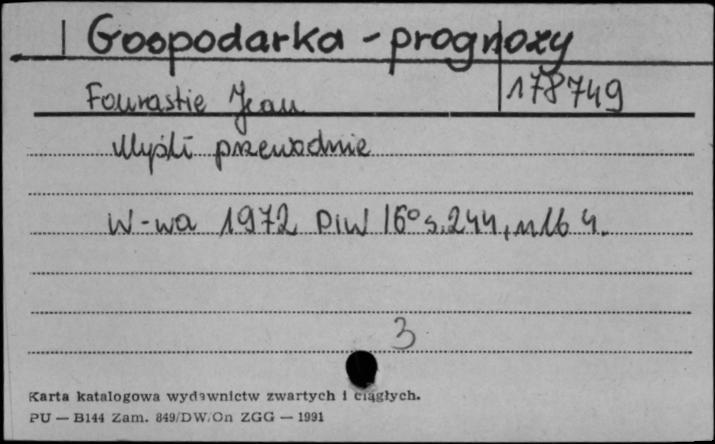 Gospodarka - prognozy
178749
Fourastie Jean
Myśli przewodnie
W-wa 1972 PIW 16° s. 244, nlb 4.
3
Karta katalogowa wydawnictw zwartych i ciągłych.
PU — B144 Zam. 849/DW/On ZGG — 1991